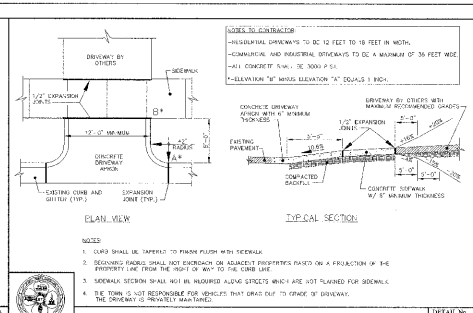 NOTES TO CONTRACTOR:
-RESIDENTIAL DRIVEWAYS TO BE 12 FEET TO 18 FEET IN WIDTH.
-COMMERCIAL AND INDUSTRIAL DRIVEWAYS TO BE A MAXIMUM OF 36 FEET WIDE.
-ALL CONCRETE SHALL BE 3000 P.S.I.
*-ELEVATION "B" MINUS ELEVATION "A" EQUALS 1 INCH.
DRIVEWAY BY
OTHERS
SIDEWALK
1/2" EXPANSION
JOINTS
B*
12'-0" MINIMUM
5'-0"
RADIUS
A*
CONCRETE
DRIVEWAY
APRON
EXISTING CURB AND
GUTTER (TYP.)
EXPANSION
JOINT (TYP.)
PLAN VIEW
CONCRETE DRIVEWAY
APRON WITH 6" MINIMUM
THICKNESS
DRIVEWAY BY OTHERS WITH
MAXIMUM RECOMMENDED GRADES
1/2" EXPANSION
JOINTS
5'-0"
EXISTING
PAVEMENT
10.8%
5'-0"
5'-0"
5'-0"
COMPACTED
BACKFILL
CONCRETE SIDEWALK
W/ 6" MINIMUM THICKNESS
TYPICAL SECTION
NOTES:
1. CURB SHALL BE TAPERED TO FINISH FLUSH WITH SIDEWALK
2. BEGINNING RADIUS SHALL NOT ENCROACH ON ADJACENT PROPERTIES BASED ON A PROJECTION OF THE
PROPERTY LINE FROM THE RIGHT OF WAY TO THE CURB LINE.
3. SIDEWALK SECTION SHALL NOT BE REQUIRED ALONG STREETS WHICH ARE NOT PLANNED FOR SIDEWALK
4. THE TOWN IS NOT RESPONSIBLE FOR VEHICLES THAT DRAG DUE TO GRADE OF DRIVEWAY.
THE DRIVEWAY IS PRIVATELY MAINTAINED.
DETAIL No.